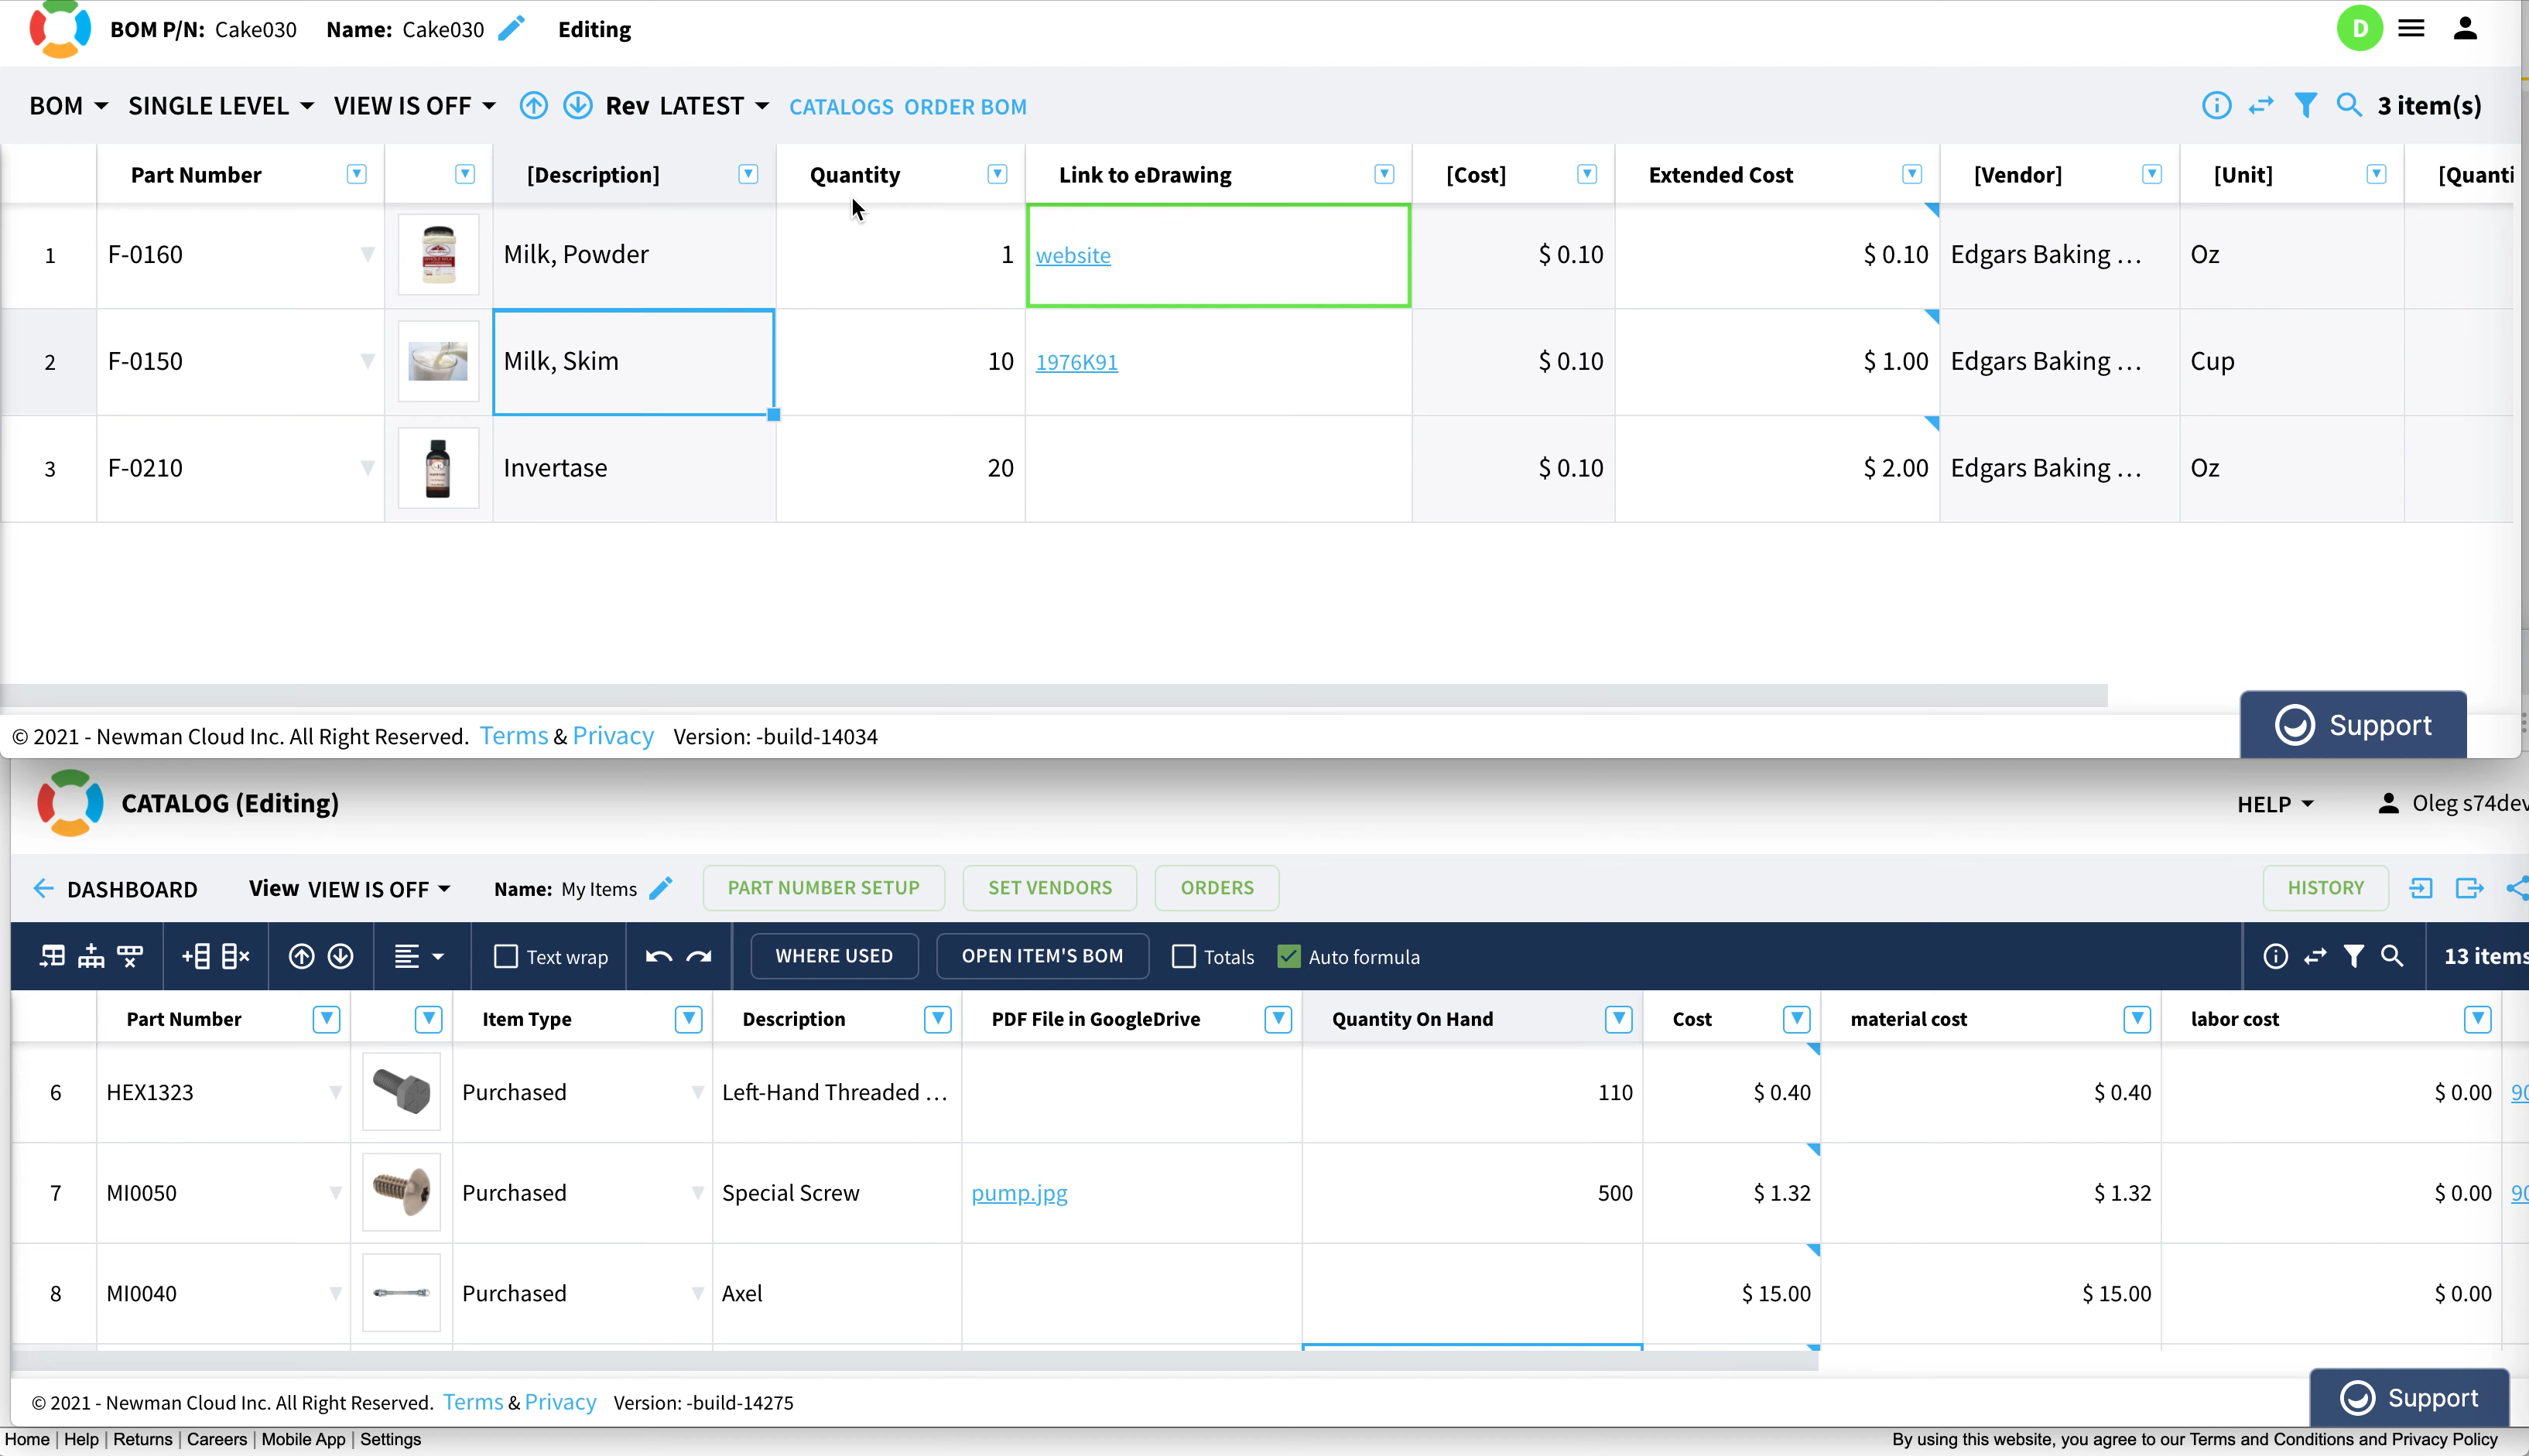 BOM P/N: Cake030 Name: Cake030 Editing D
BOM SINGLE LEVEL VIEW IS OFF Rev LATEST CATALOGS ORDER BOM 3 item(s)
Part Number [Description] Quantity Link to eDrawing [Cost] Extended Cost [Vendor] [Unit] [Quanti
1 F-0160 Milk, Powder 1 website $ 0.10 $ 0.10 Edgars Baking ... Oz
2 F-0150 Milk, Skim 10 1976K91 $ 0.10 $ 1.00 Edgars Baking ... Cup
3 F-0210 Invertase 20 $ 0.10 $ 2.00 Edgars Baking ... Oz
© 2021 - Newman Cloud Inc. All Right Reserved. Terms & Privacy Version: -build-14034 Support
CATALOG (Editing) HELP Oleg s74dev
DASHBOARD View VIEW IS OFF Name: My Items PART NUMBER SETUP SET VENDORS ORDERS HISTORY
Text wrap WHERE USED OPEN ITEM'S BOM Totals Auto formula 13 items
Part Number Item Type Description PDF File in GoogleDrive Quantity On Hand Cost material cost labor cost
6 HEX1323 Purchased Left-Hand Threaded ... 110 $ 0.40 $ 0.40 $ 0.00 90
7 MI0050 Purchased Special Screw pump.jpg 500 $ 1.32 $ 1.32 $ 0.00 90
8 MI0040 Purchased Axel $ 15.00 $ 15.00 $ 0.00
© 2021 - Newman Cloud Inc. All Right Reserved. Terms & Privacy Version: -build-14275 Support
Home | Help | Returns | Careers | Mobile App | Settings By using this website, you agree to our Terms and Conditions and Privacy Policy